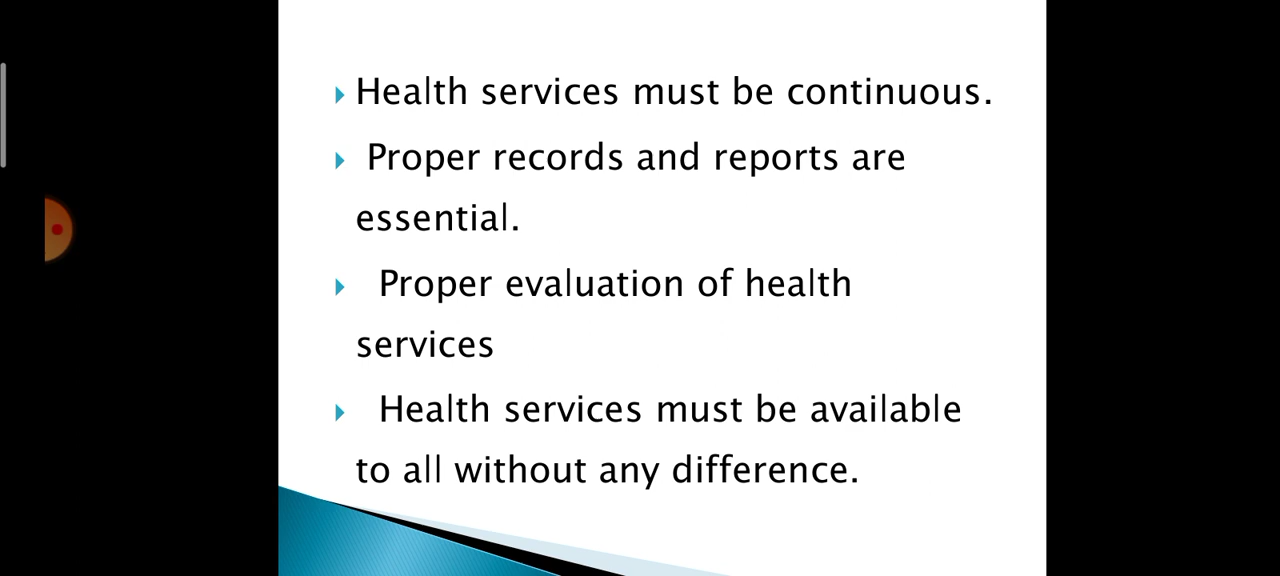 Health services must be continuous.
Proper records and reports are
essential.
Proper evaluation of health
services
Health services must be available
to all without any difference.